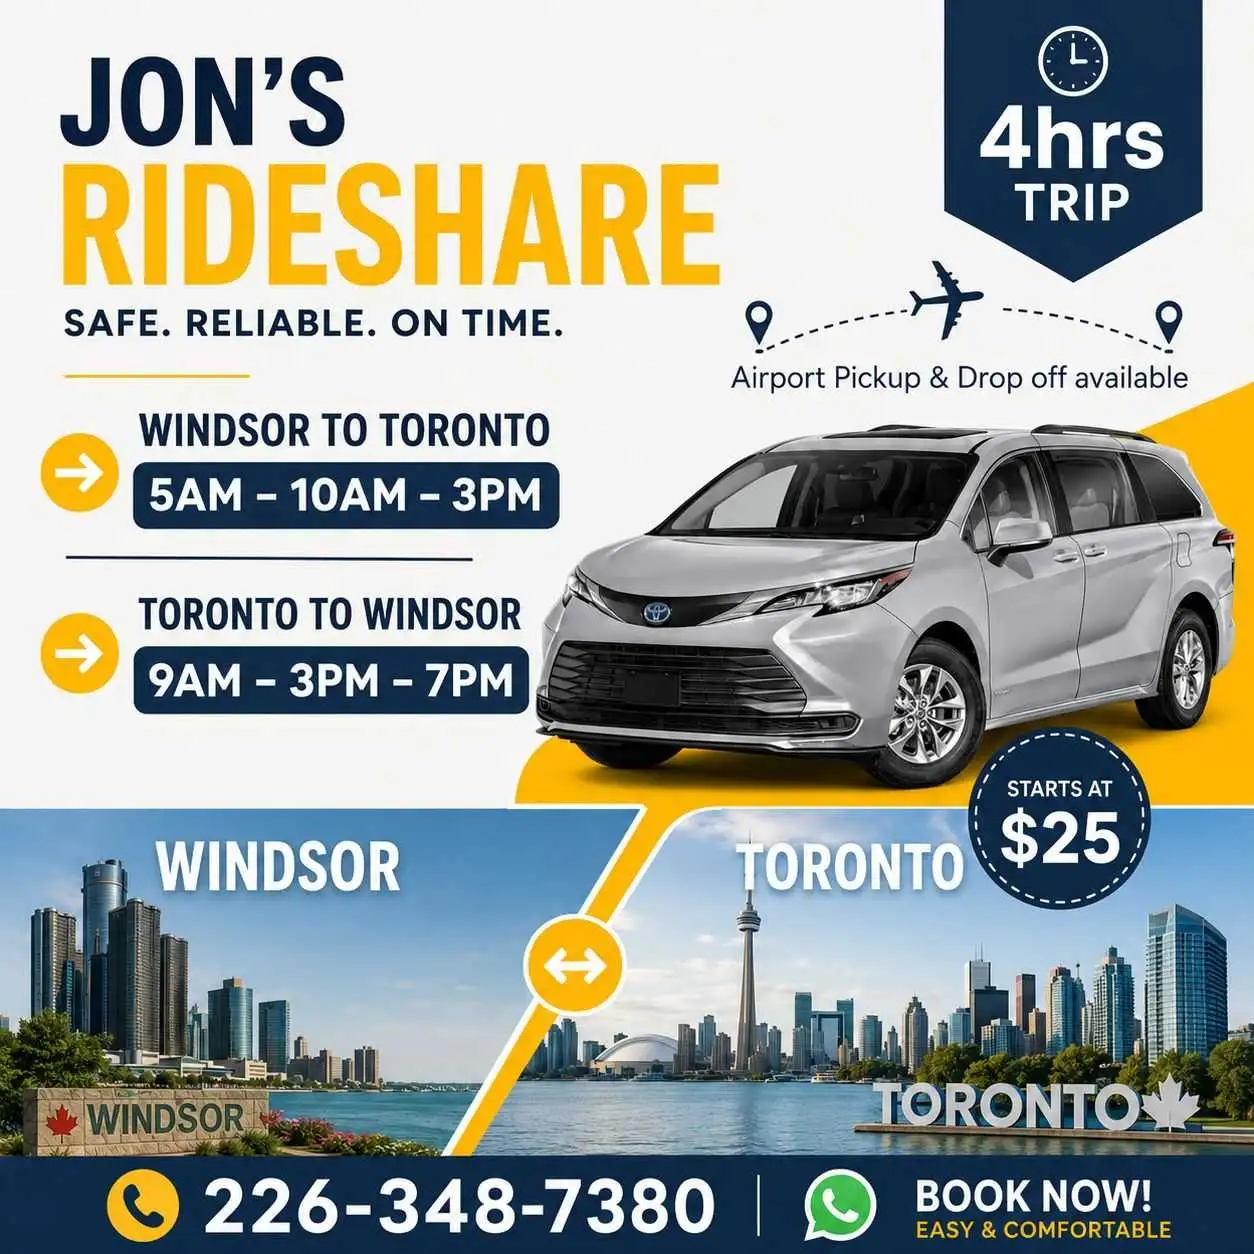 JON'S
RIDESHARE
SAFE. RELIABLE. ON TIME.
4hrs
TRIP
Airport Pickup & Drop off available
WINDSOR TO TORONTO
5AM – 10AM – 3PM
TORONTO TO WINDSOR
9AM – 3PM – 7PM
STARTS AT
$25
WINDSOR
TORONTO
WINDSOR
TORONTO
226-348-7380
BOOK NOW!
EASY & COMFORTABLE